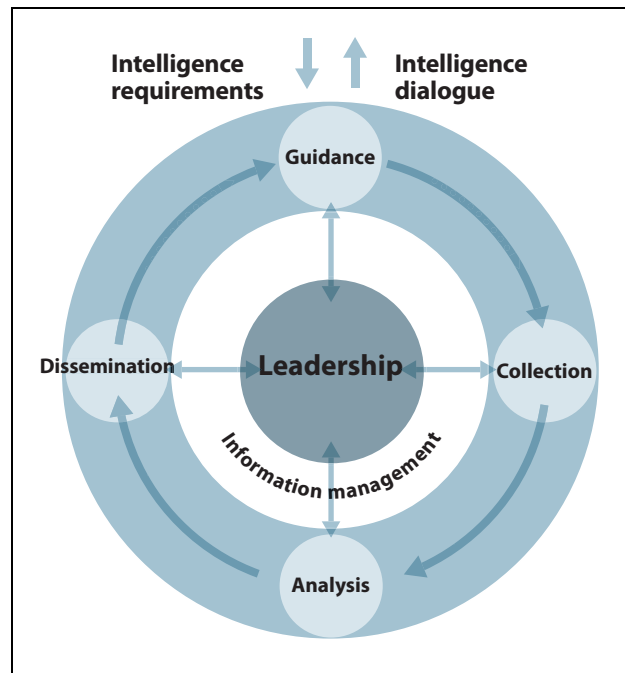 Intelligence
requirements
Intelligence
dialogue
Guidance
Dissemination
Leadership
Collection
Information management
Analysis